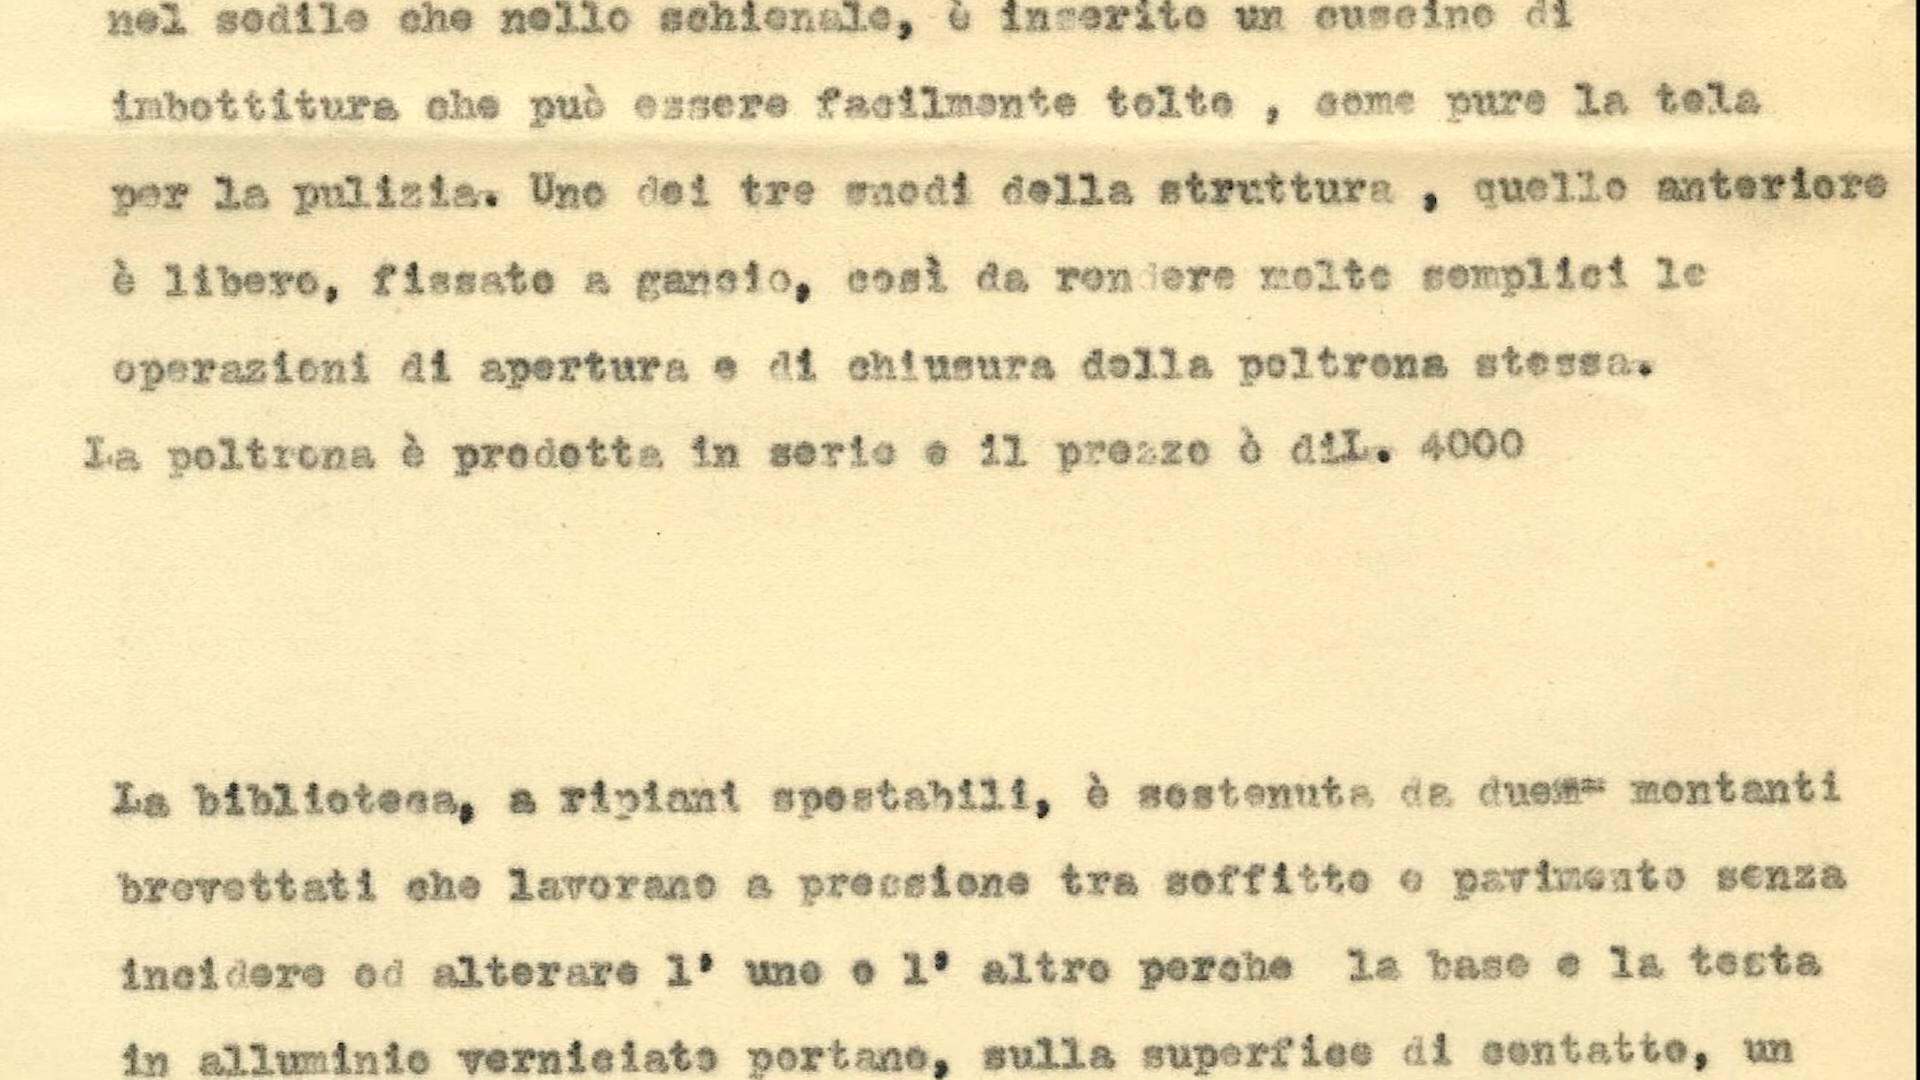 nel sedile che nello schienale, è inserito un cuscino di
imbottitura che può essere facilmente tolto , come pure la tela
per la pulizia. Uno dei tre snodi della struttura , quello anteriore
è libero, fissato a gancio, così da rendere molto semplici le
operazioni di apertura e di chiusura della poltrona stessa.
La poltrona è prodotta in serie e il prezzo è diL. 4000
La biblioteca, a ripiani spostabili, è sostenuta da due montanti
brevettati che lavorano a pressione tra soffitto e pavimento senza
incidere od alterare l' uno o l' altro perche la base e la testa
in alluminio verniciato portano, sulla superfice di contatto, un